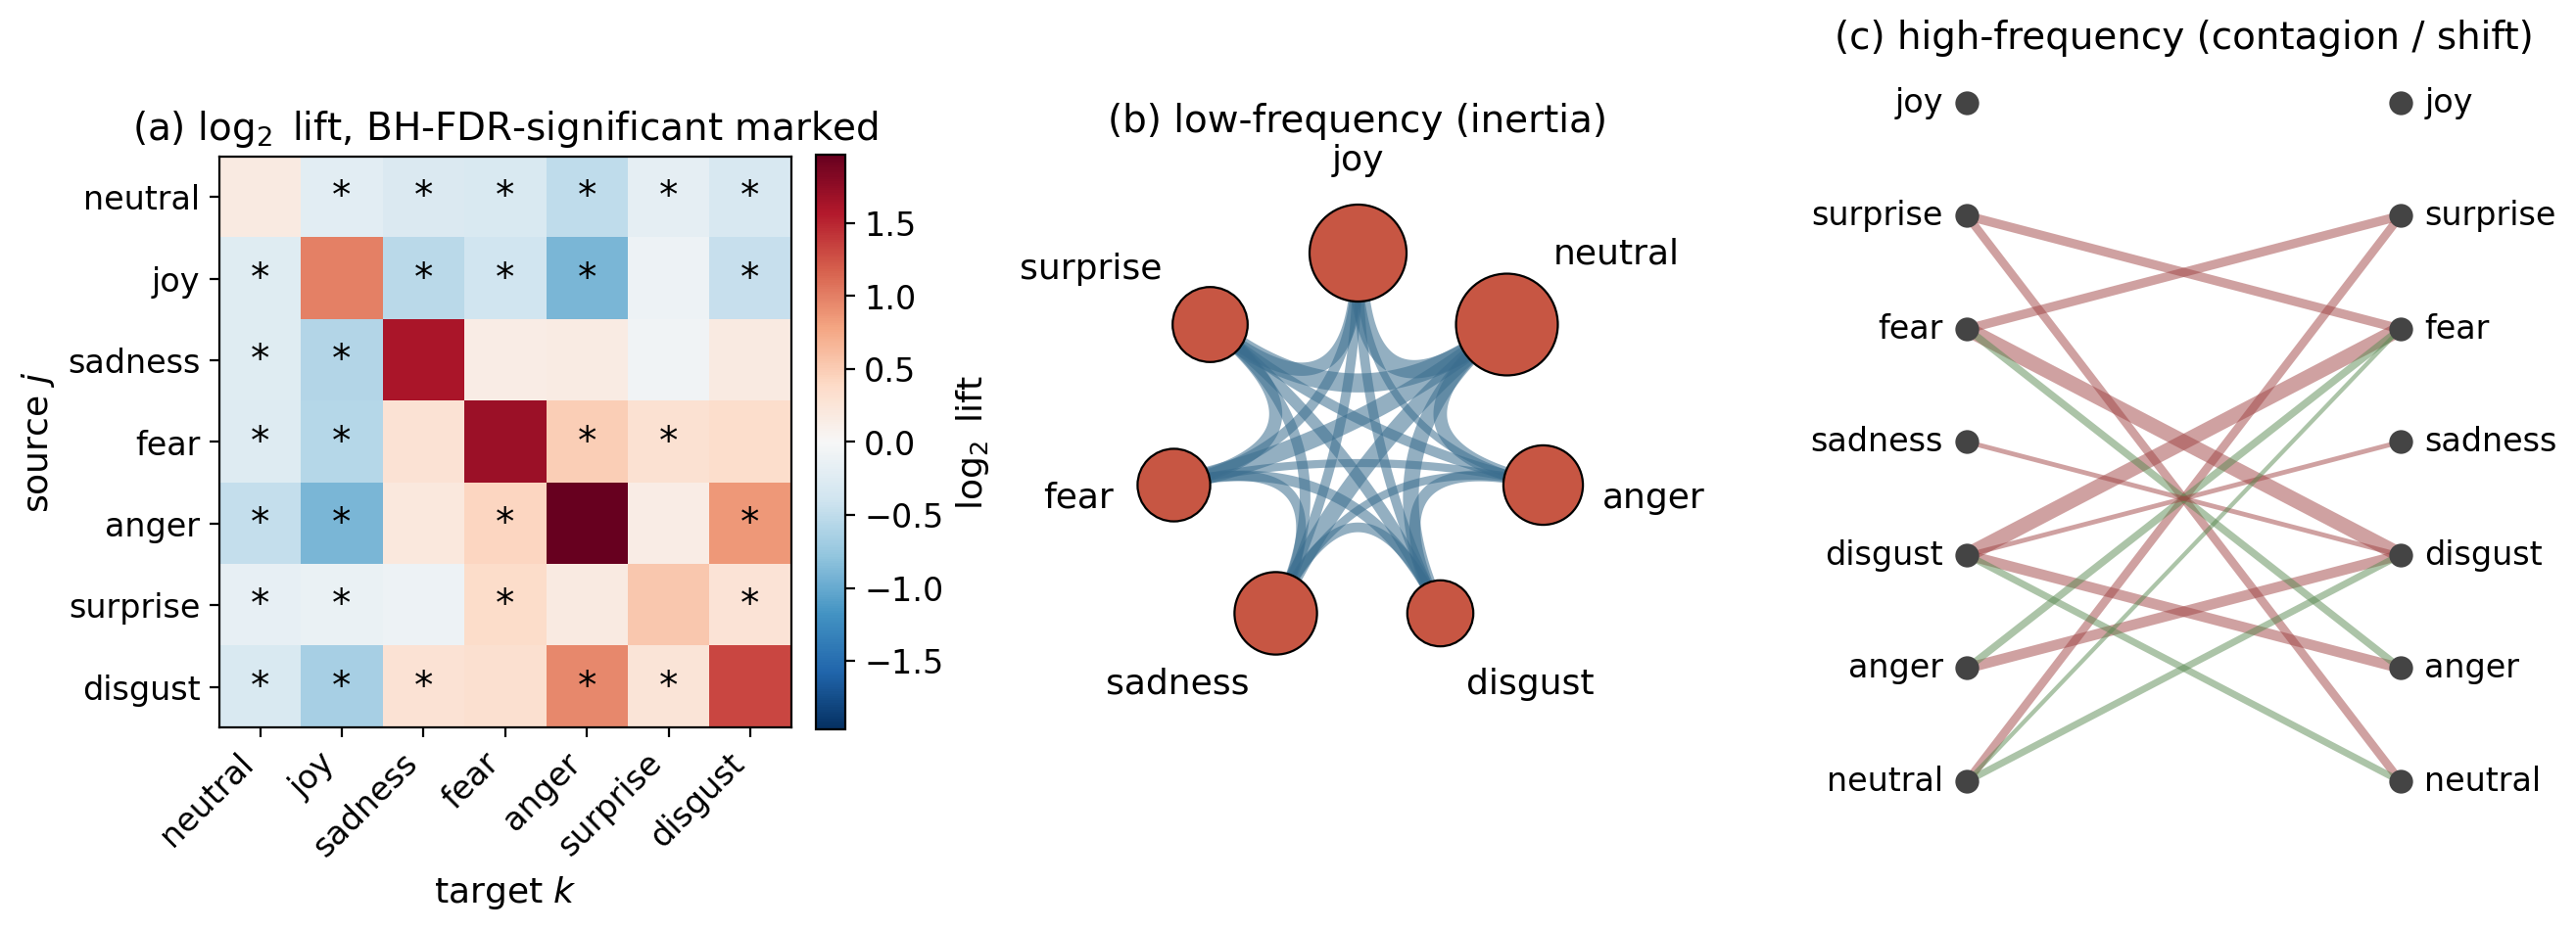 (a) log₂ lift, BH-FDR-significant marked
source j
neutral
joy
sadness
fear
anger
surprise
disgust
* * * * * *
* * * * *
* *
* * * *
* * * *
* * * *
* * * * *
neutral
joy
sadness
fear
anger
surprise
disgust
target k
1.5
1.0
0.5
0.0
−0.5
−1.0
−1.5
log₂ lift
(b) low-frequency (inertia)
joy
surprise
neutral
fear
anger
sadness
disgust
(c) high-frequency (contagion / shift)
joy joy
surprise surprise
fear fear
sadness sadness
disgust disgust
anger anger
neutral neutral